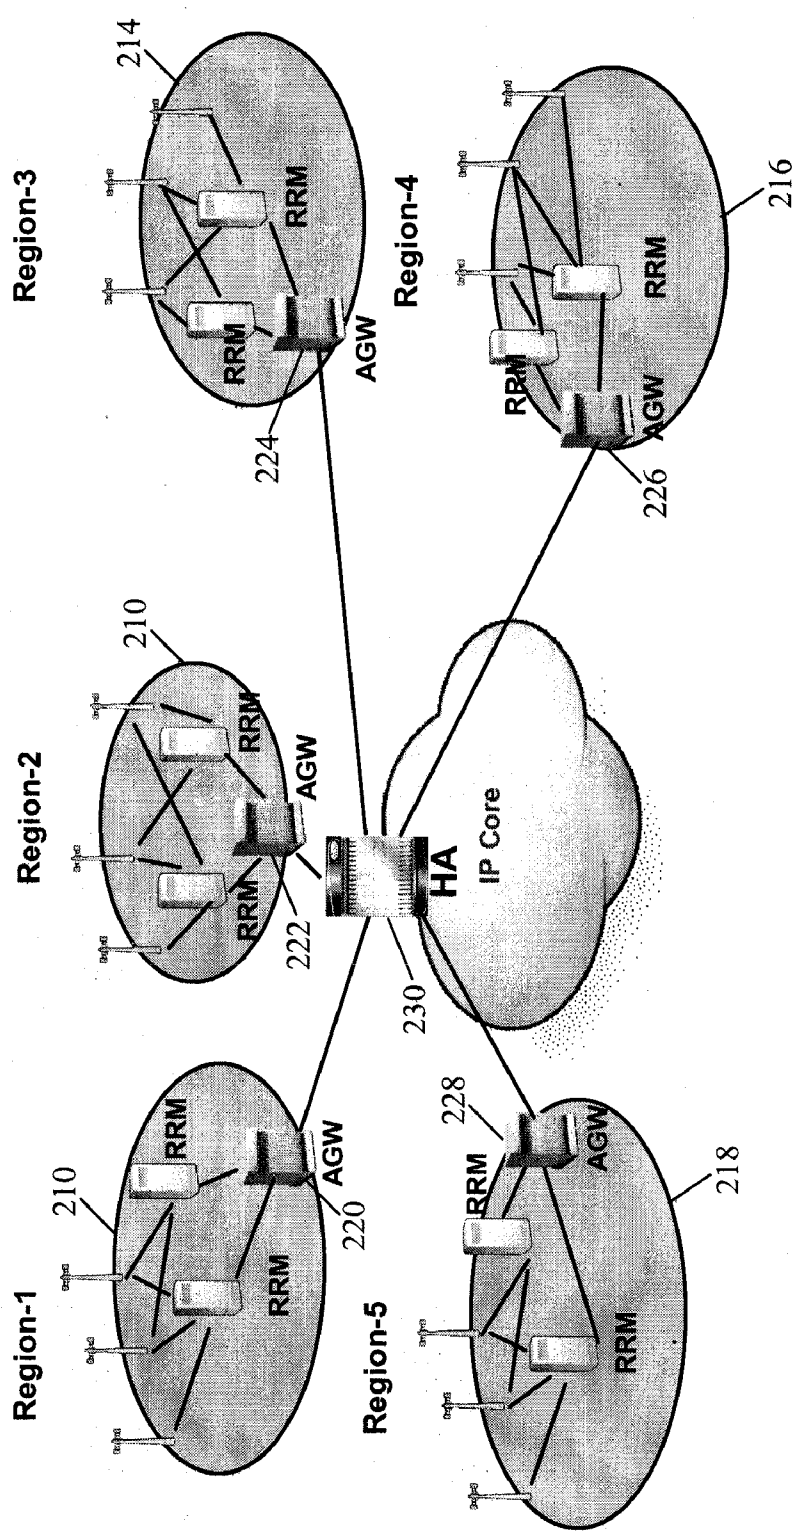 Region-1
210
RRM
RRM
AGW
220
Region-2
210
RRM
RRM
AGW
222
Region-3
214
RRM
RRM
AGW
224
230
HA
IP Core
Region-5
228
RRM
RRM
AGW
218
Region-4
RRM
RRM
AGW
226
216